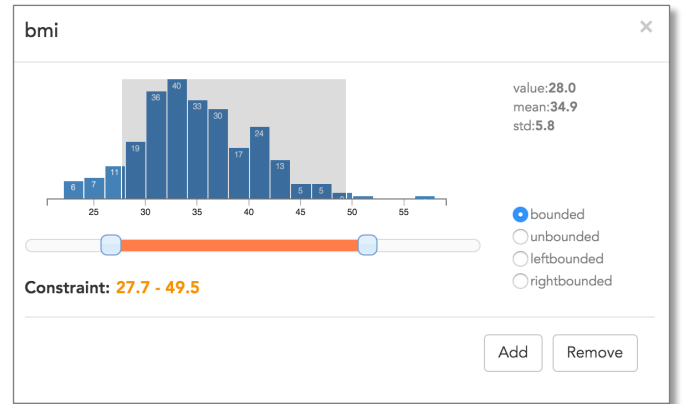 bmi ×
value:28.0
mean:34.9
std:5.8
6 7 11 19 36 40 33 30 17 24 13 5 5
25 30 35 40 45 50 55
bounded
unbounded
leftbounded
rightbounded
Constraint: 27.7 - 49.5
Add Remove